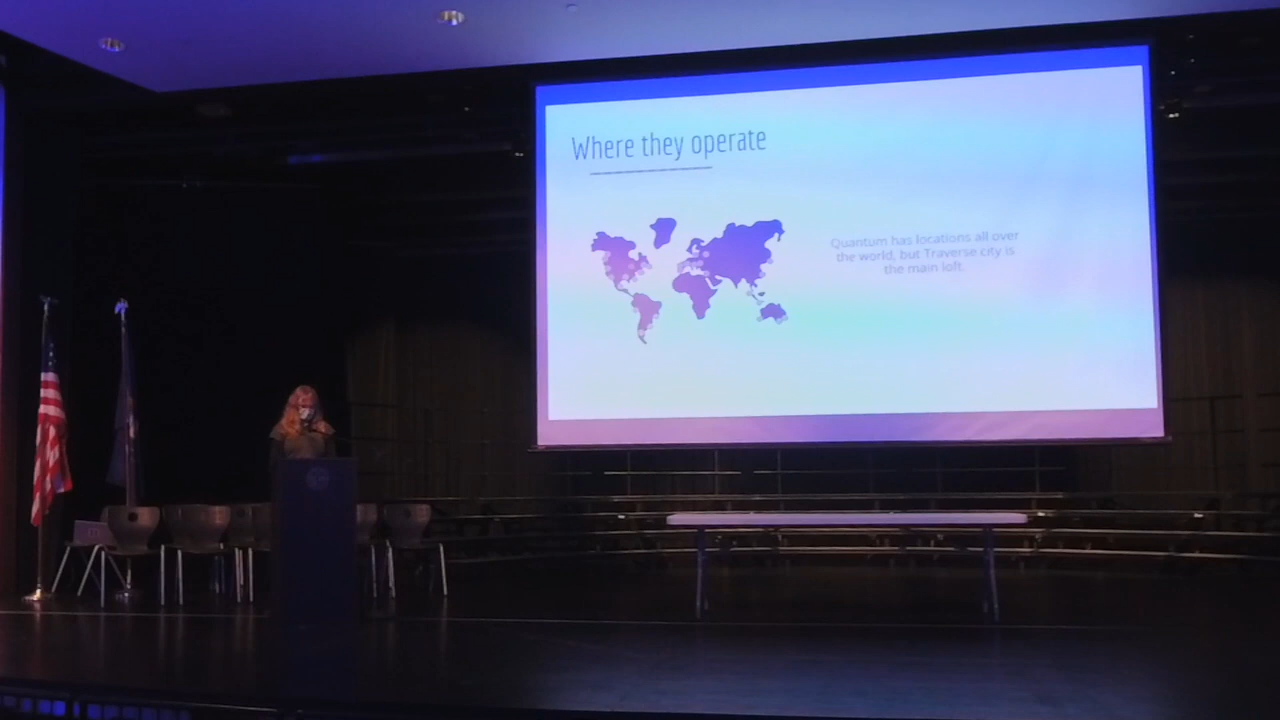 Where they operate
Quantum has locations all over
the world, but Traverse city is
the main loft.